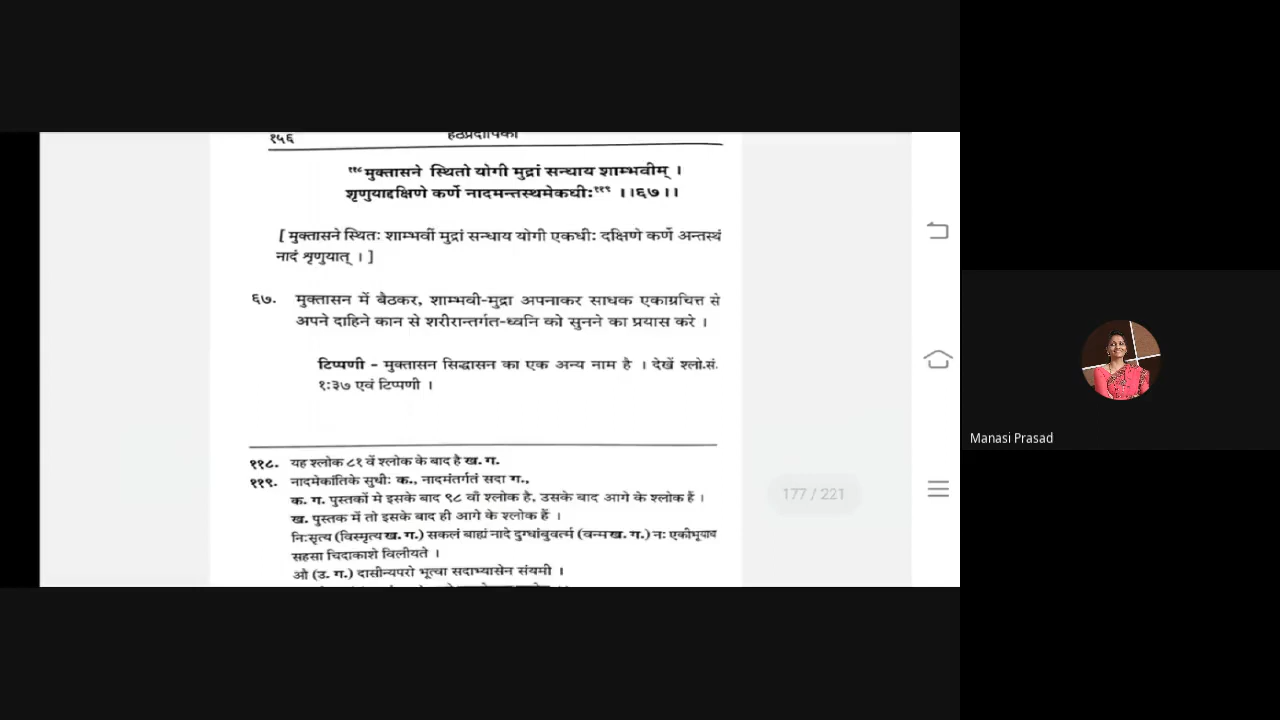 १५६
हठप्रदीपिका
११८मुक्तासने स्थितो योगी मुद्रां सन्धाय शाम्भवीम् ।
शृणुयाद्दक्षिणे कर्णे नादमन्तस्थमेकधीः११९ ।।६७।।
[ मुक्तासने स्थितः शाम्भवीं मुद्रां सन्धाय योगी एकधीः दक्षिणे कर्णे अन्तस्थं
नादं शृणुयात् । ]
६७. मुक्तासन में बैठकर, शाम्भवी-मुद्रा अपनाकर साधक एकाग्रचित्त से
अपने दाहिने कान से शरीरान्तर्गत-ध्वनि को सुनने का प्रयास करे ।
टिप्पणी - मुक्तासन सिद्धासन का एक अन्य नाम है । देखें श्लो.सं.
१:३७ एवं टिप्पणी ।
११८. यह श्लोक ८१ वें श्लोक के बाद है ख. ग.
११९. नादमेकांतिके सुधीः क., नादमंतर्गतं सदा ग.,
क. ग. पुस्तकों मे इसके बाद ९८ वाँ श्लोक है, उसके बाद आगे के श्लोक हैं ।
ख. पुस्तक में तो इसके बाद ही आगे के श्लोक हैं ।
निःसृत्य (विस्मृत्य ख. ग.) सकलं बाह्यं नादे दुग्धांबुवर्त्म (वन्म ख. ग.) नः एकीभूयाथ
सहसा चिदाकाशे विलीयते ।
ओ (उ. ग.) दासीन्यपरो भूत्वा सदाभ्यासेन संयमी ।
177 / 221
Manasi Prasad